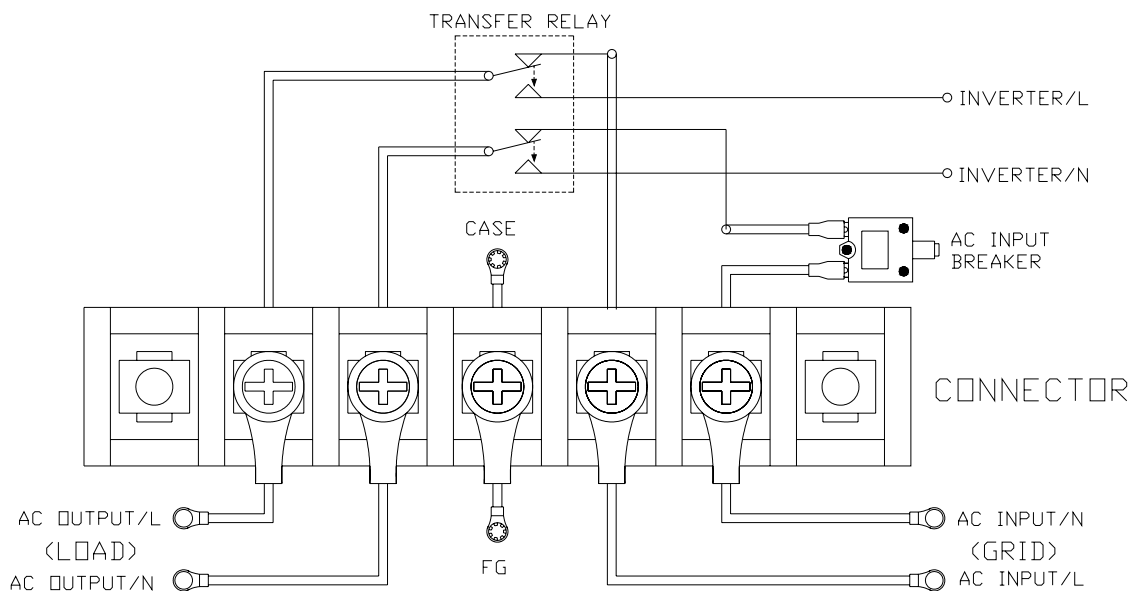 TRANSFER RELAY
INVERTER/L
INVERTER/N
CASE
AC INPUT
BREAKER
CONNECTOR
AC OUTPUT/L
(LOAD)
AC OUTPUT/N
FG
AC INPUT/N
(GRID)
AC INPUT/L